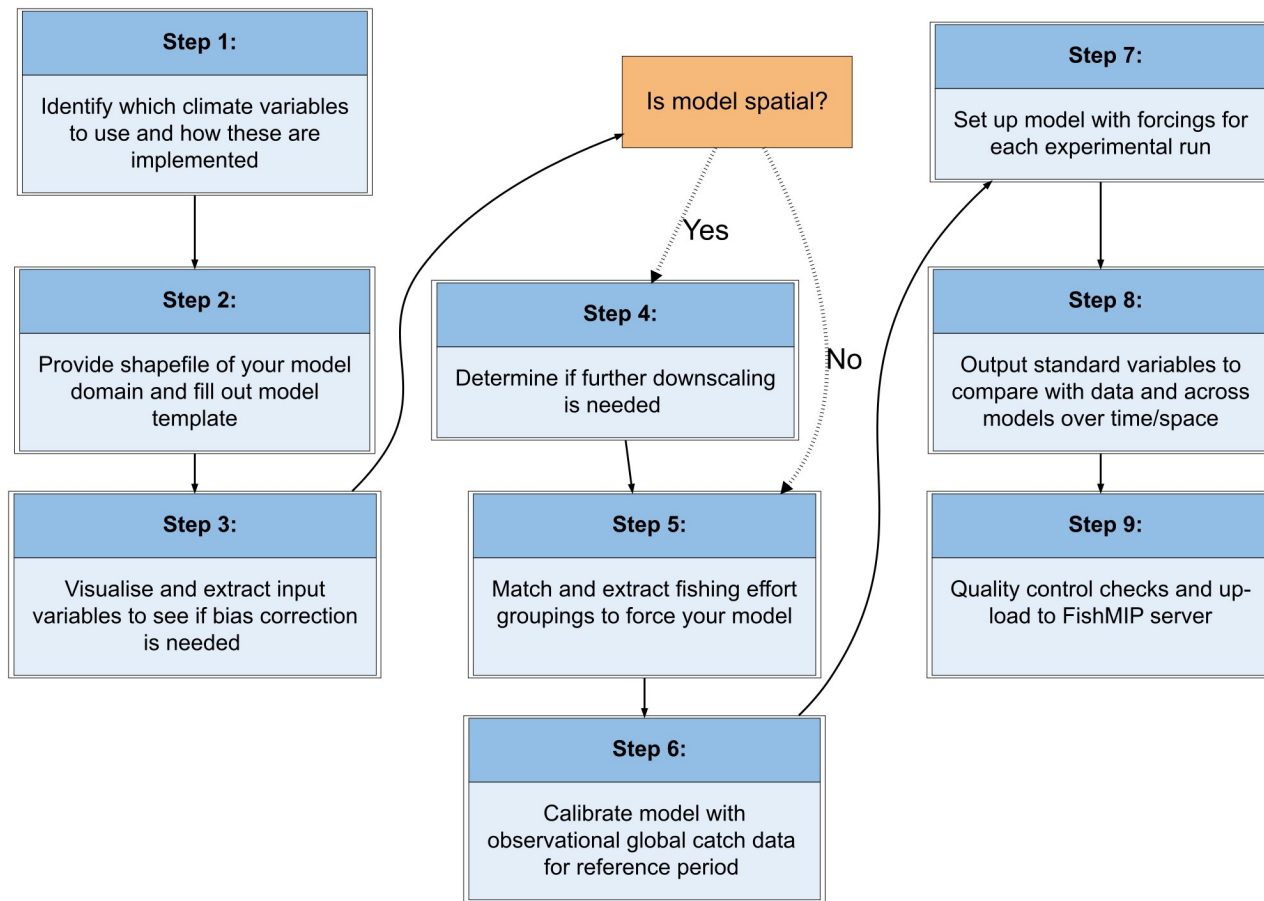 Step 1:
Identify which climate variables
to use and how these are
implemented
Step 2:
Provide shapefile of your model
domain and fill out model
template
Step 3:
Visualise and extract input
variables to see if bias correction
is needed
Is model spatial?
Yes
No
Step 4:
Determine if further downscaling
is needed
Step 5:
Match and extract fishing effort
groupings to force your model
Step 6:
Calibrate model with
observational global catch data
for reference period
Step 7:
Set up model with forcings for
each experimental run
Step 8:
Output standard variables to
compare with data and across
models over time/space
Step 9:
Quality control checks and up-
load to FishMIP server